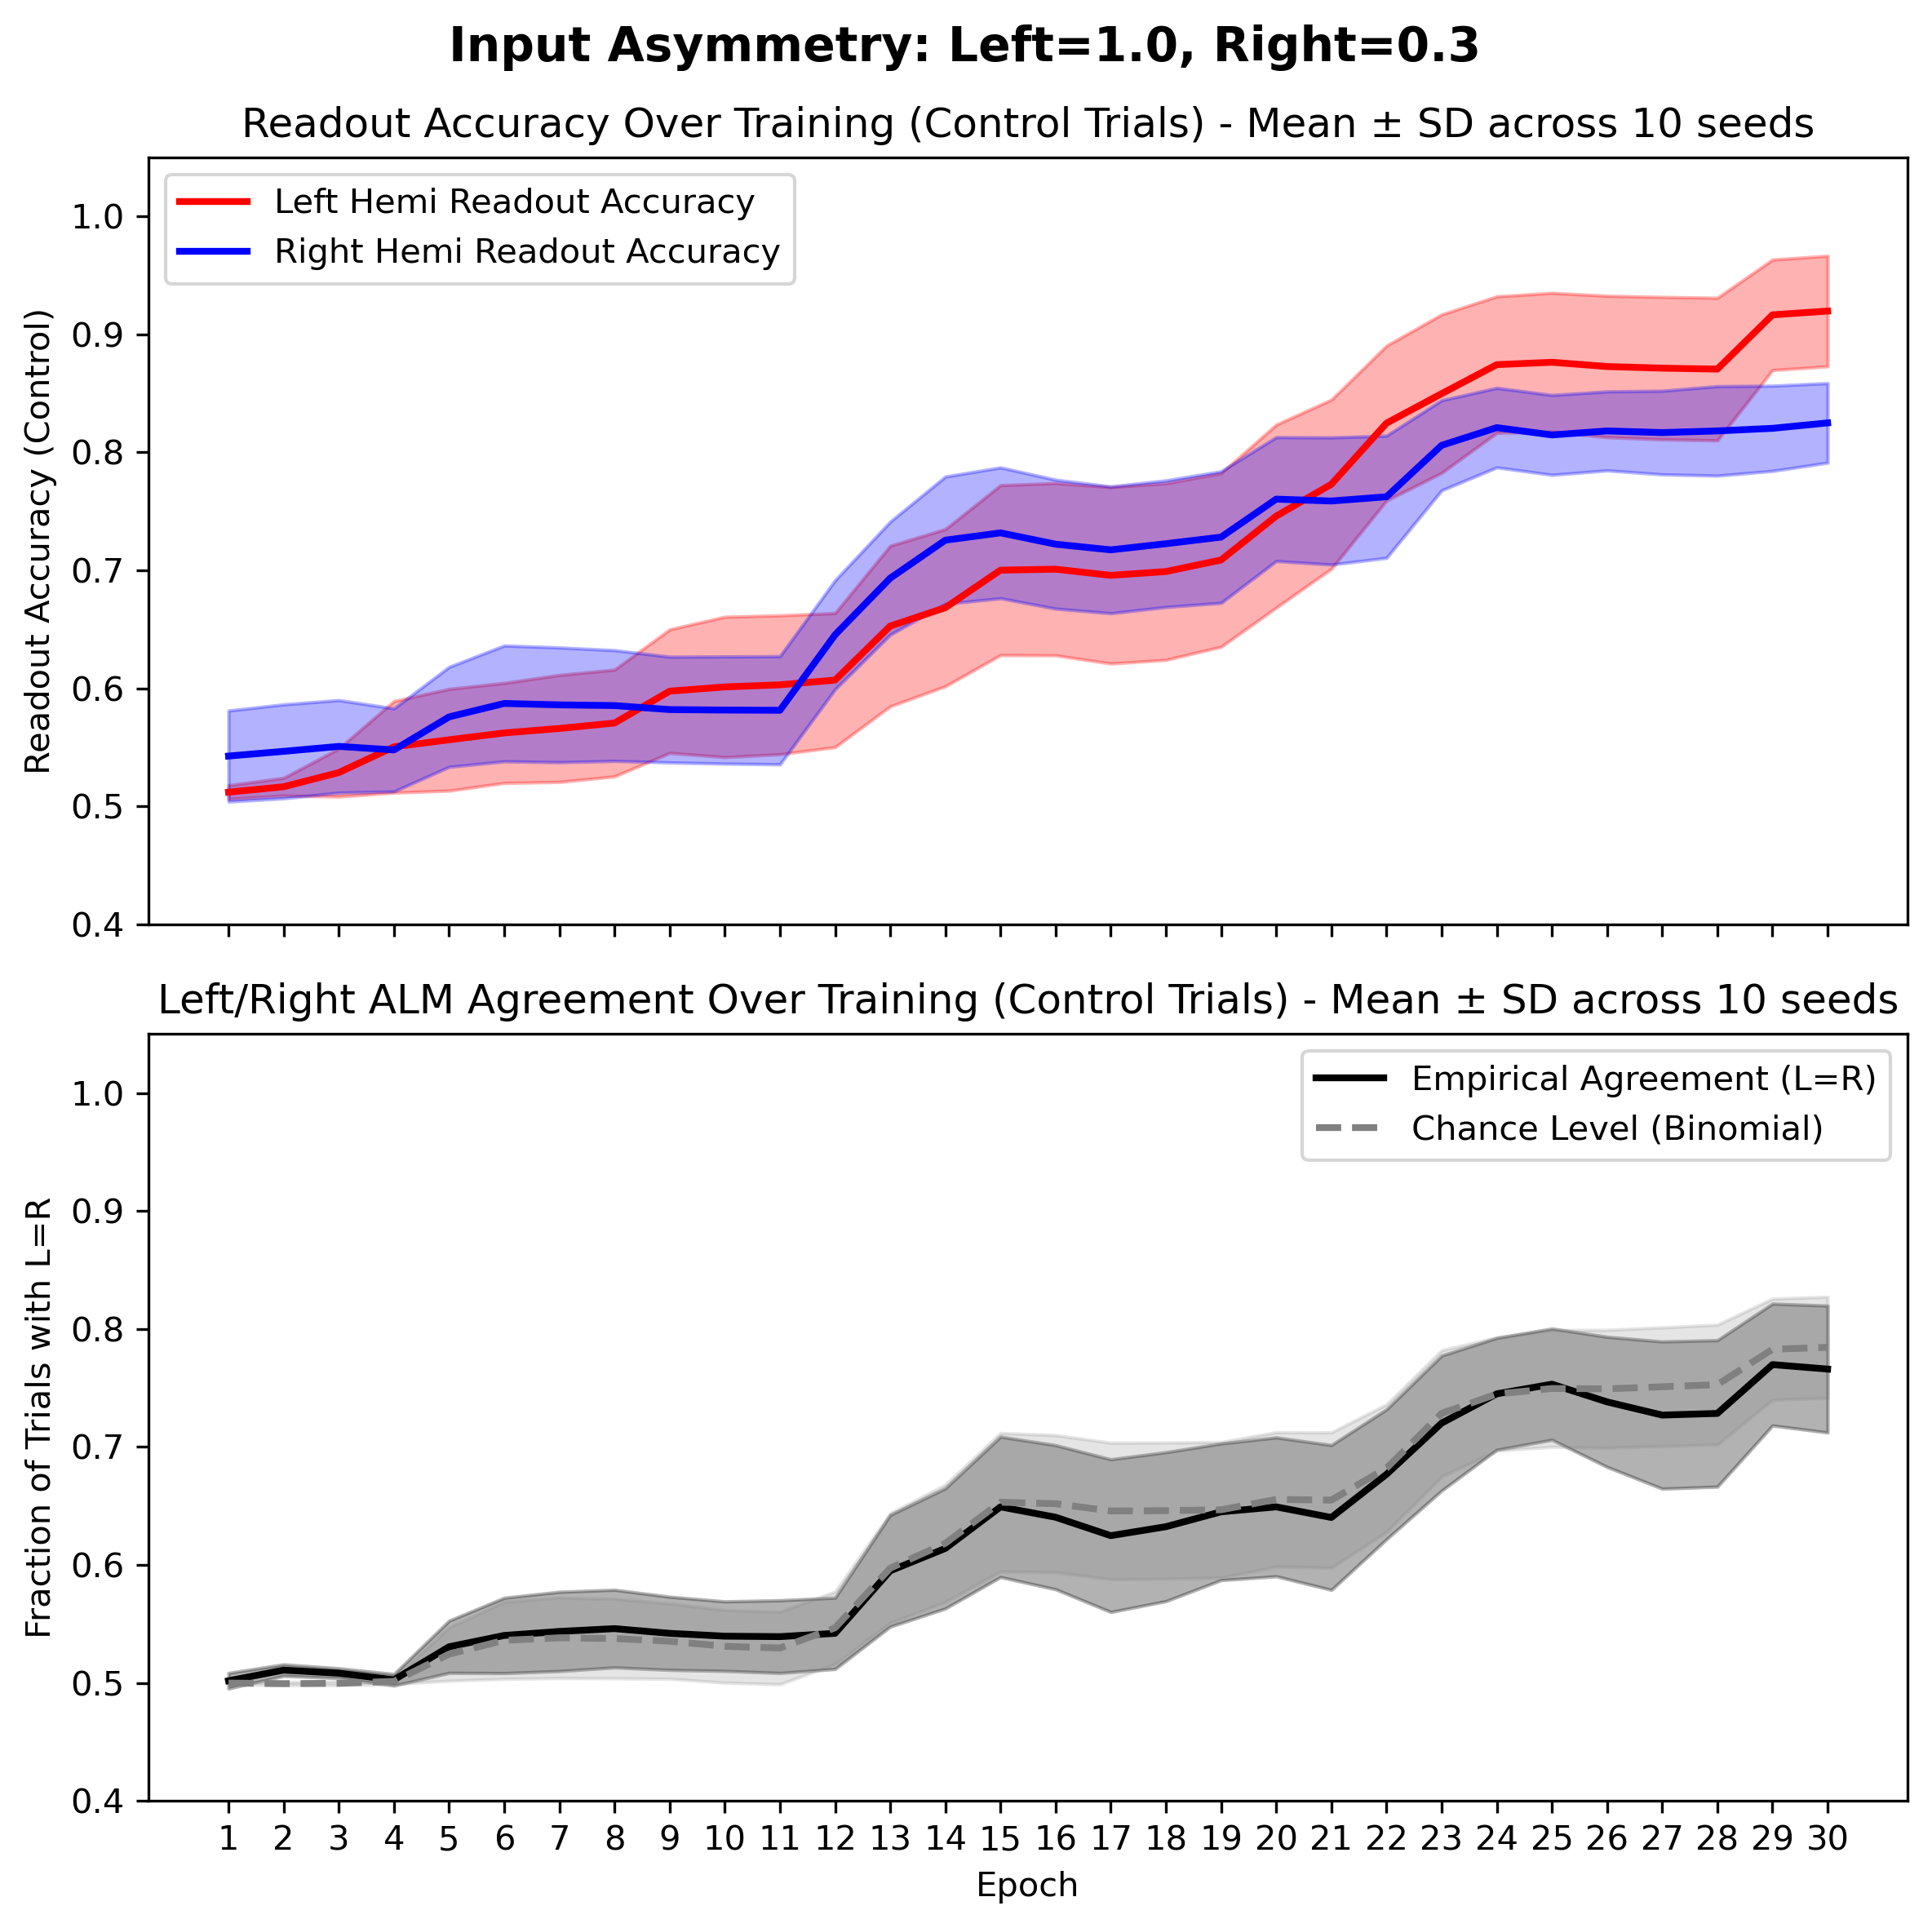 Input Asymmetry: Left=1.0, Right=0.3
Readout Accuracy Over Training (Control Trials) - Mean ± SD across 10 seeds
Left Hemi Readout Accuracy
Right Hemi Readout Accuracy
Readout Accuracy (Control)
1.0
0.9
0.8
0.7
0.6
0.5
0.4
Left/Right ALM Agreement Over Training (Control Trials) - Mean ± SD across 10 seeds
Empirical Agreement (L=R)
Chance Level (Binomial)
Fraction of Trials with L=R
1.0
0.9
0.8
0.7
0.6
0.5
0.4
1 2 3 4 5 6 7 8 9 10 11 12 13 14 15 16 17 18 19 20 21 22 23 24 25 26 27 28 29 30
Epoch